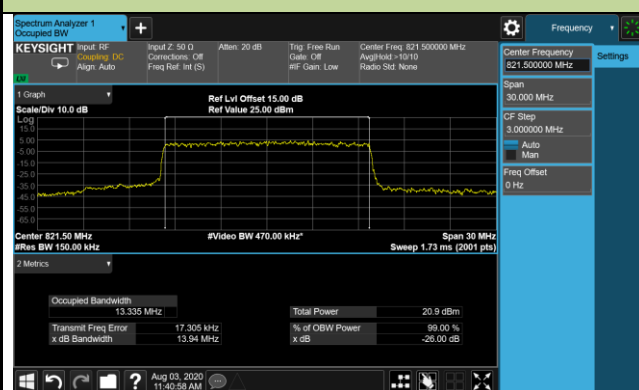 Spectrum Analyzer 1
Occupied BW
+
Frequency
KEYSIGHT
Input: RF
Coupling: DC
Align: Auto
Input Z: 50 Ω
Corrections: Off
Freq Ref: Int (S)
Atten: 20 dB
Trig: Free Run
Gate: Off
#IF Gain: Low
Center Freq: 821.500000 MHz
Avg|Hold:>10/10
Radio Std: None
Center Frequency
821.500000 MHz
Settings
Span
30.000 MHz
CF Step
3.000000 MHz
Auto
Man
Freq Offset
0 Hz
1 Graph
Scale/Div 10.0 dB
Ref Lvl Offset 15.00 dB
Ref Value 25.00 dBm
Log
15.0
5.00
-5.00
-15.0
-25.0
-35.0
-45.0
-55.0
-65.0
Center 821.50 MHz
#Res BW 150.00 kHz
#Video BW 470.00 kHz*
Span 30 MHz
Sweep 1.73 ms (2001 pts)
2 Metrics
Occupied Bandwidth
13.335 MHz
Total Power
20.9 dBm
Transmit Freq Error
17.305 kHz
% of OBW Power
99.00 %
x dB Bandwidth
13.94 MHz
x dB
-26.00 dB
?
Aug 03, 2020
11:40:58 AM